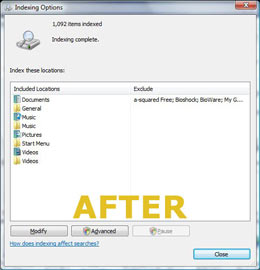 Indexing Options
1,092 items indexed
Indexing complete.
Index these locations:
Included Locations Exclude
Documents a-squared Free; Bioshock; BioWare; My G...
General
Music
Music
Pictures
Start Menu
Videos
Videos
AFTER
Modify Advanced Pause
How does indexing affect searches?
Close